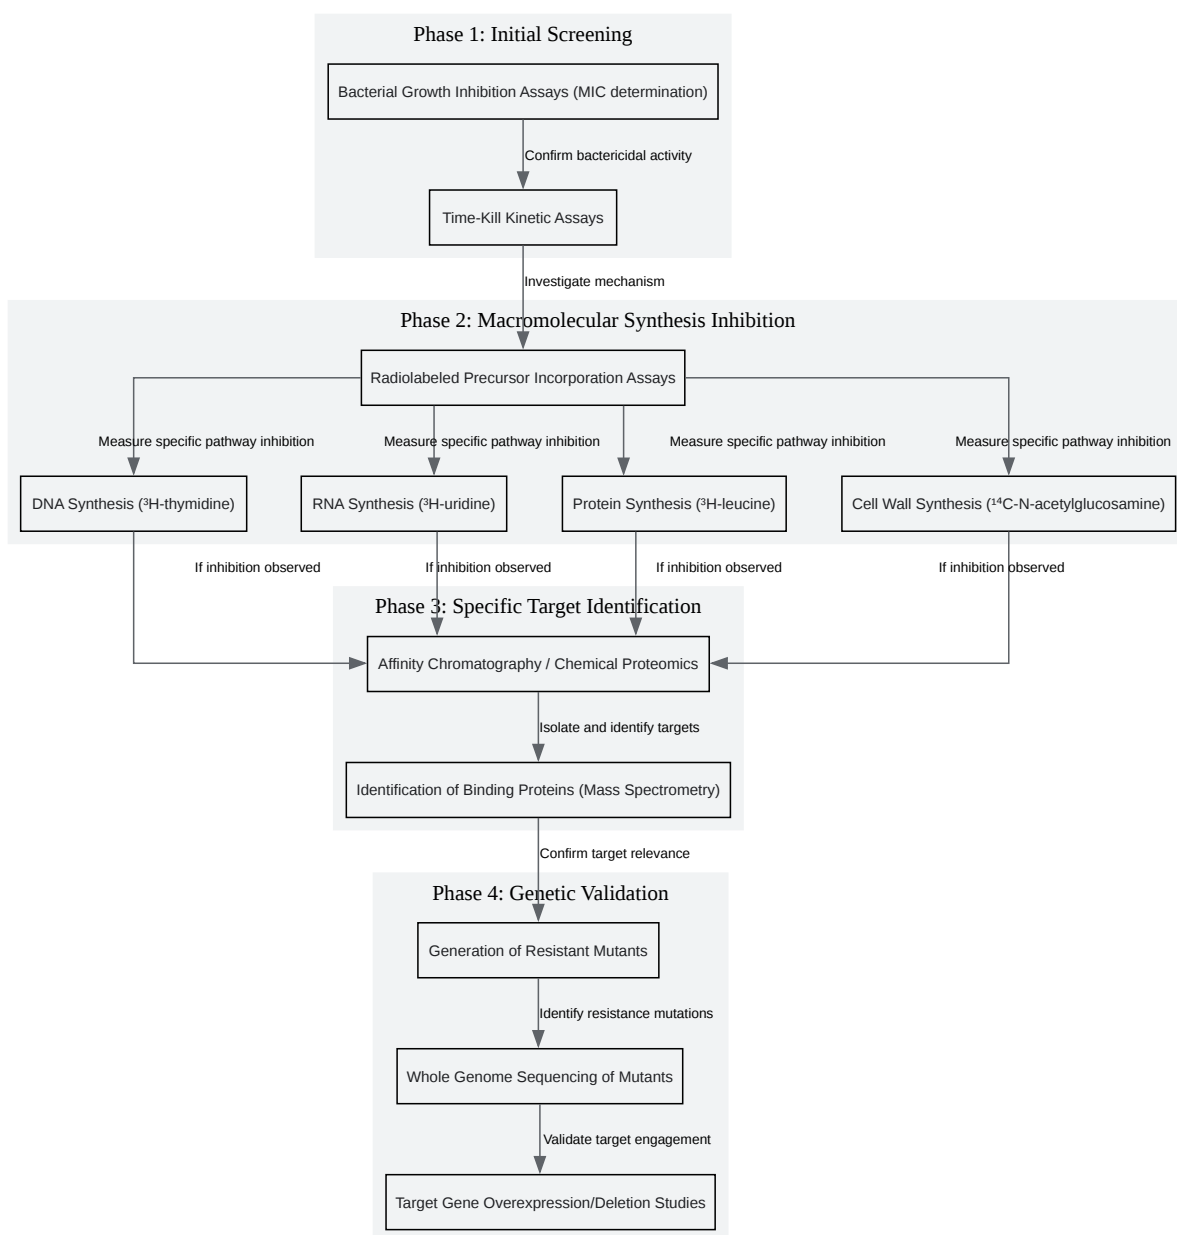 Phase 1: Initial Screening
Bacterial Growth Inhibition Assays (MIC determination)
Confirm bactericidal activity
Time-Kill Kinetic Assays
Investigate mechanism
Phase 2: Macromolecular Synthesis Inhibition
Radiolabeled Precursor Incorporation Assays
Measure specific pathway inhibition
Measure specific pathway inhibition
Measure specific pathway inhibition
Measure specific pathway inhibition
DNA Synthesis (³H-thymidine)
RNA Synthesis (³H-uridine)
Protein Synthesis (³H-leucine)
Cell Wall Synthesis (¹⁴C-N-acetylglucosamine)
If inhibition observed
If inhibition observed
If inhibition observed
If inhibition observed
Phase 3: Specific Target Identification
Affinity Chromatography / Chemical Proteomics
Isolate and identify targets
Identification of Binding Proteins (Mass Spectrometry)
Confirm target relevance
Phase 4: Genetic Validation
Generation of Resistant Mutants
Identify resistance mutations
Whole Genome Sequencing of Mutants
Validate target engagement
Target Gene Overexpression/Deletion Studies